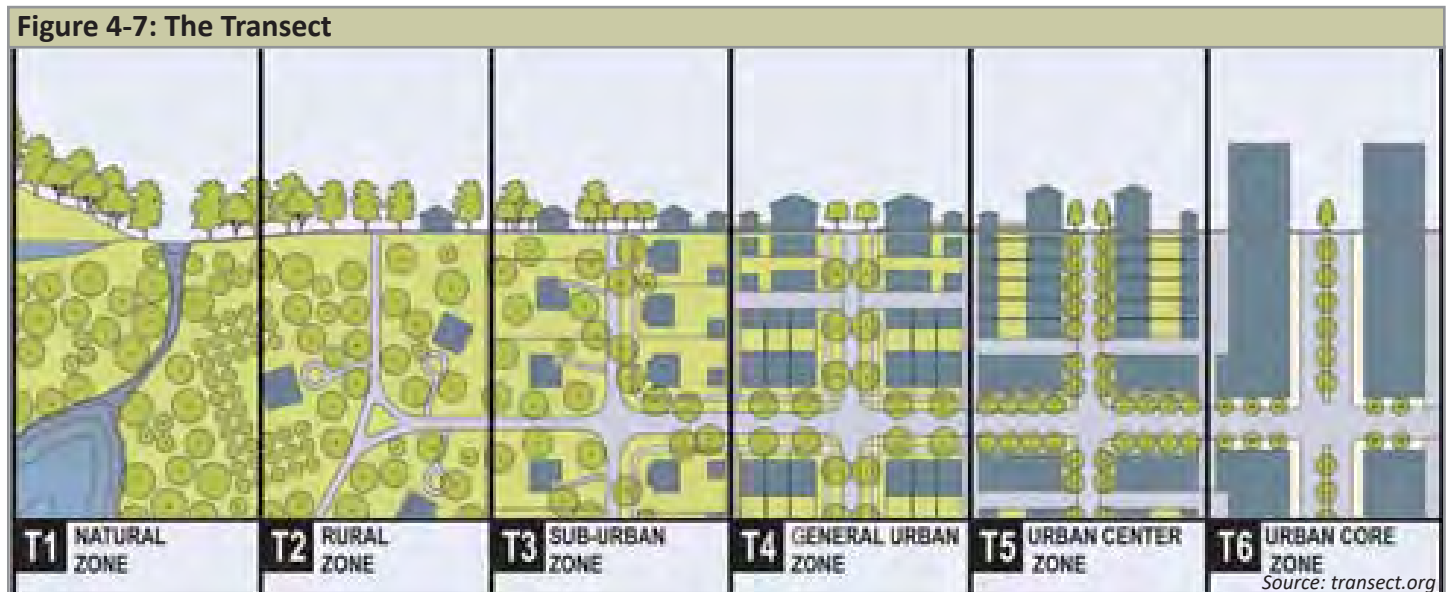 Figure 4-7: The Transect
T1 NATURAL
ZONE
T2 RURAL
ZONE
T3 SUB-URBAN
ZONE
T4 GENERAL URBAN
ZONE
T5 URBAN CENTER
ZONE
T6 URBAN CORE
ZONE
Source: transect.org